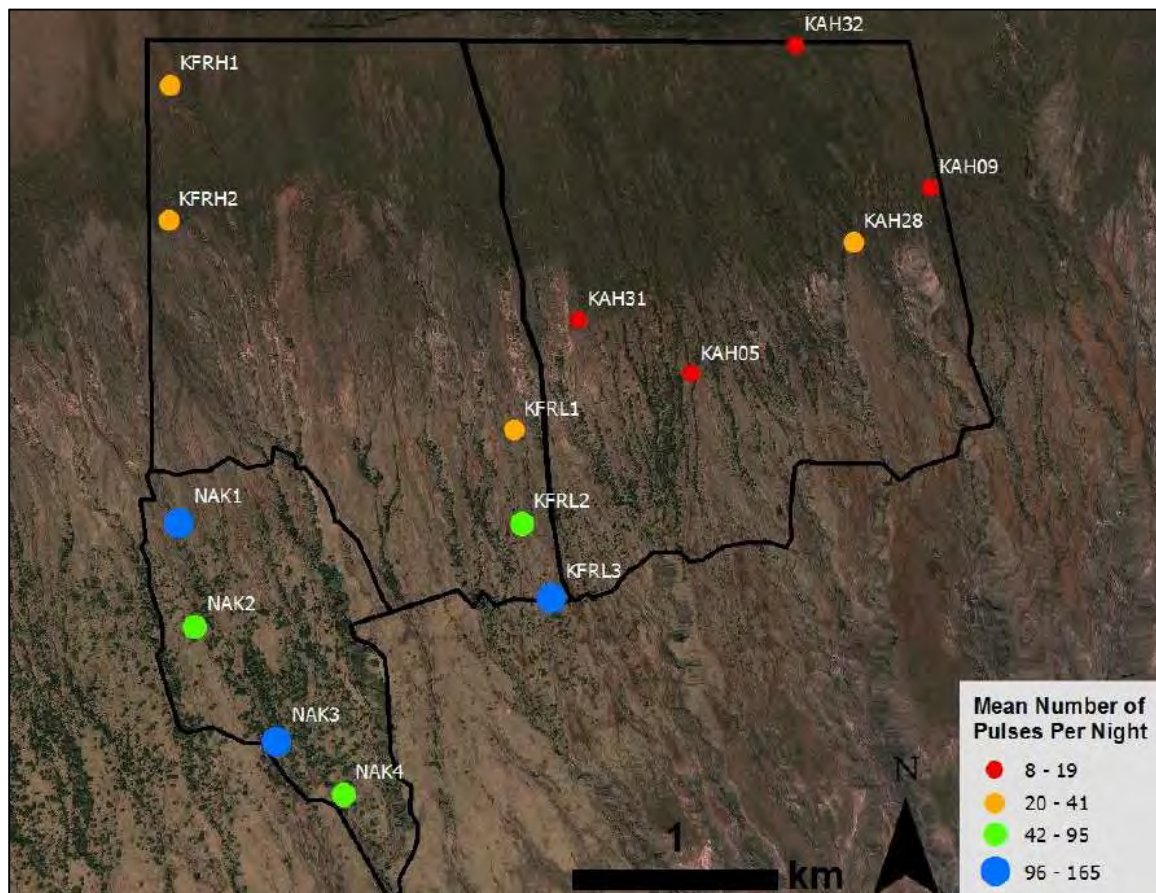 KAH32
KFRH1
KAH09
KFRH2
KAH28
KAH31
KAH05
KFRL1
NAK1
KFRL2
KFRL3
NAK2
NAK3
NAK4
Mean Number of
Pulses Per Night
8 - 19
20 - 41
42 - 95
96 - 165
N
1
km